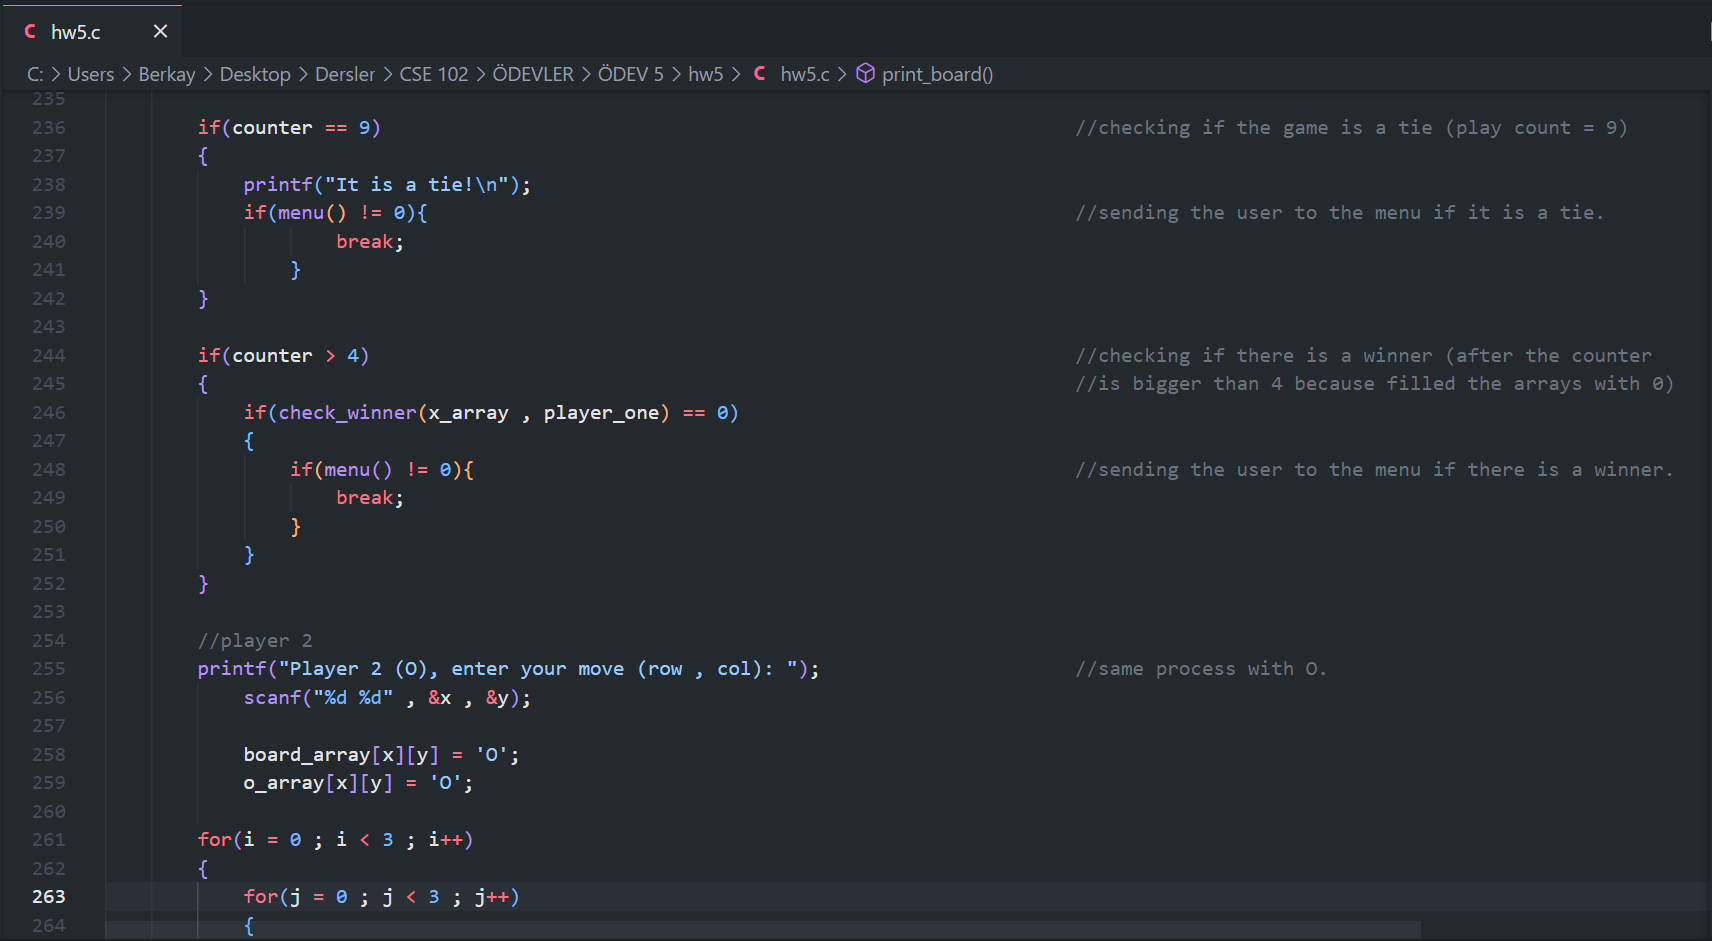 C hw5.c ×
C: > Users > Berkay > Desktop > Dersler > CSE 102 > ÖDEVLER > ÖDEV 5 > hw5 > C hw5.c > print_board()
235
236 if(counter == 9) //checking if the game is a tie (play count = 9)
237 {
238 printf("It is a tie!\n");
239 if(menu() != 0){ //sending the user to the menu if it is a tie.
240 break;
241 }
242 }
243
244 if(counter > 4) //checking if there is a winner (after the counter
245 { //is bigger than 4 because filled the arrays with 0)
246 if(check_winner(x_array , player_one) == 0)
247 {
248 if(menu() != 0){ //sending the user to the menu if there is a winner.
249 break;
250 }
251 }
252 }
253
254 //player 2
255 printf("Player 2 (O), enter your move (row , col): "); //same process with O.
256 scanf("%d %d" , &x , &y);
257
258 board_array[x][y] = 'O';
259 o_array[x][y] = 'O';
260
261 for(i = 0 ; i < 3 ; i++)
262 {
263 for(j = 0 ; j < 3 ; j++)
264 {